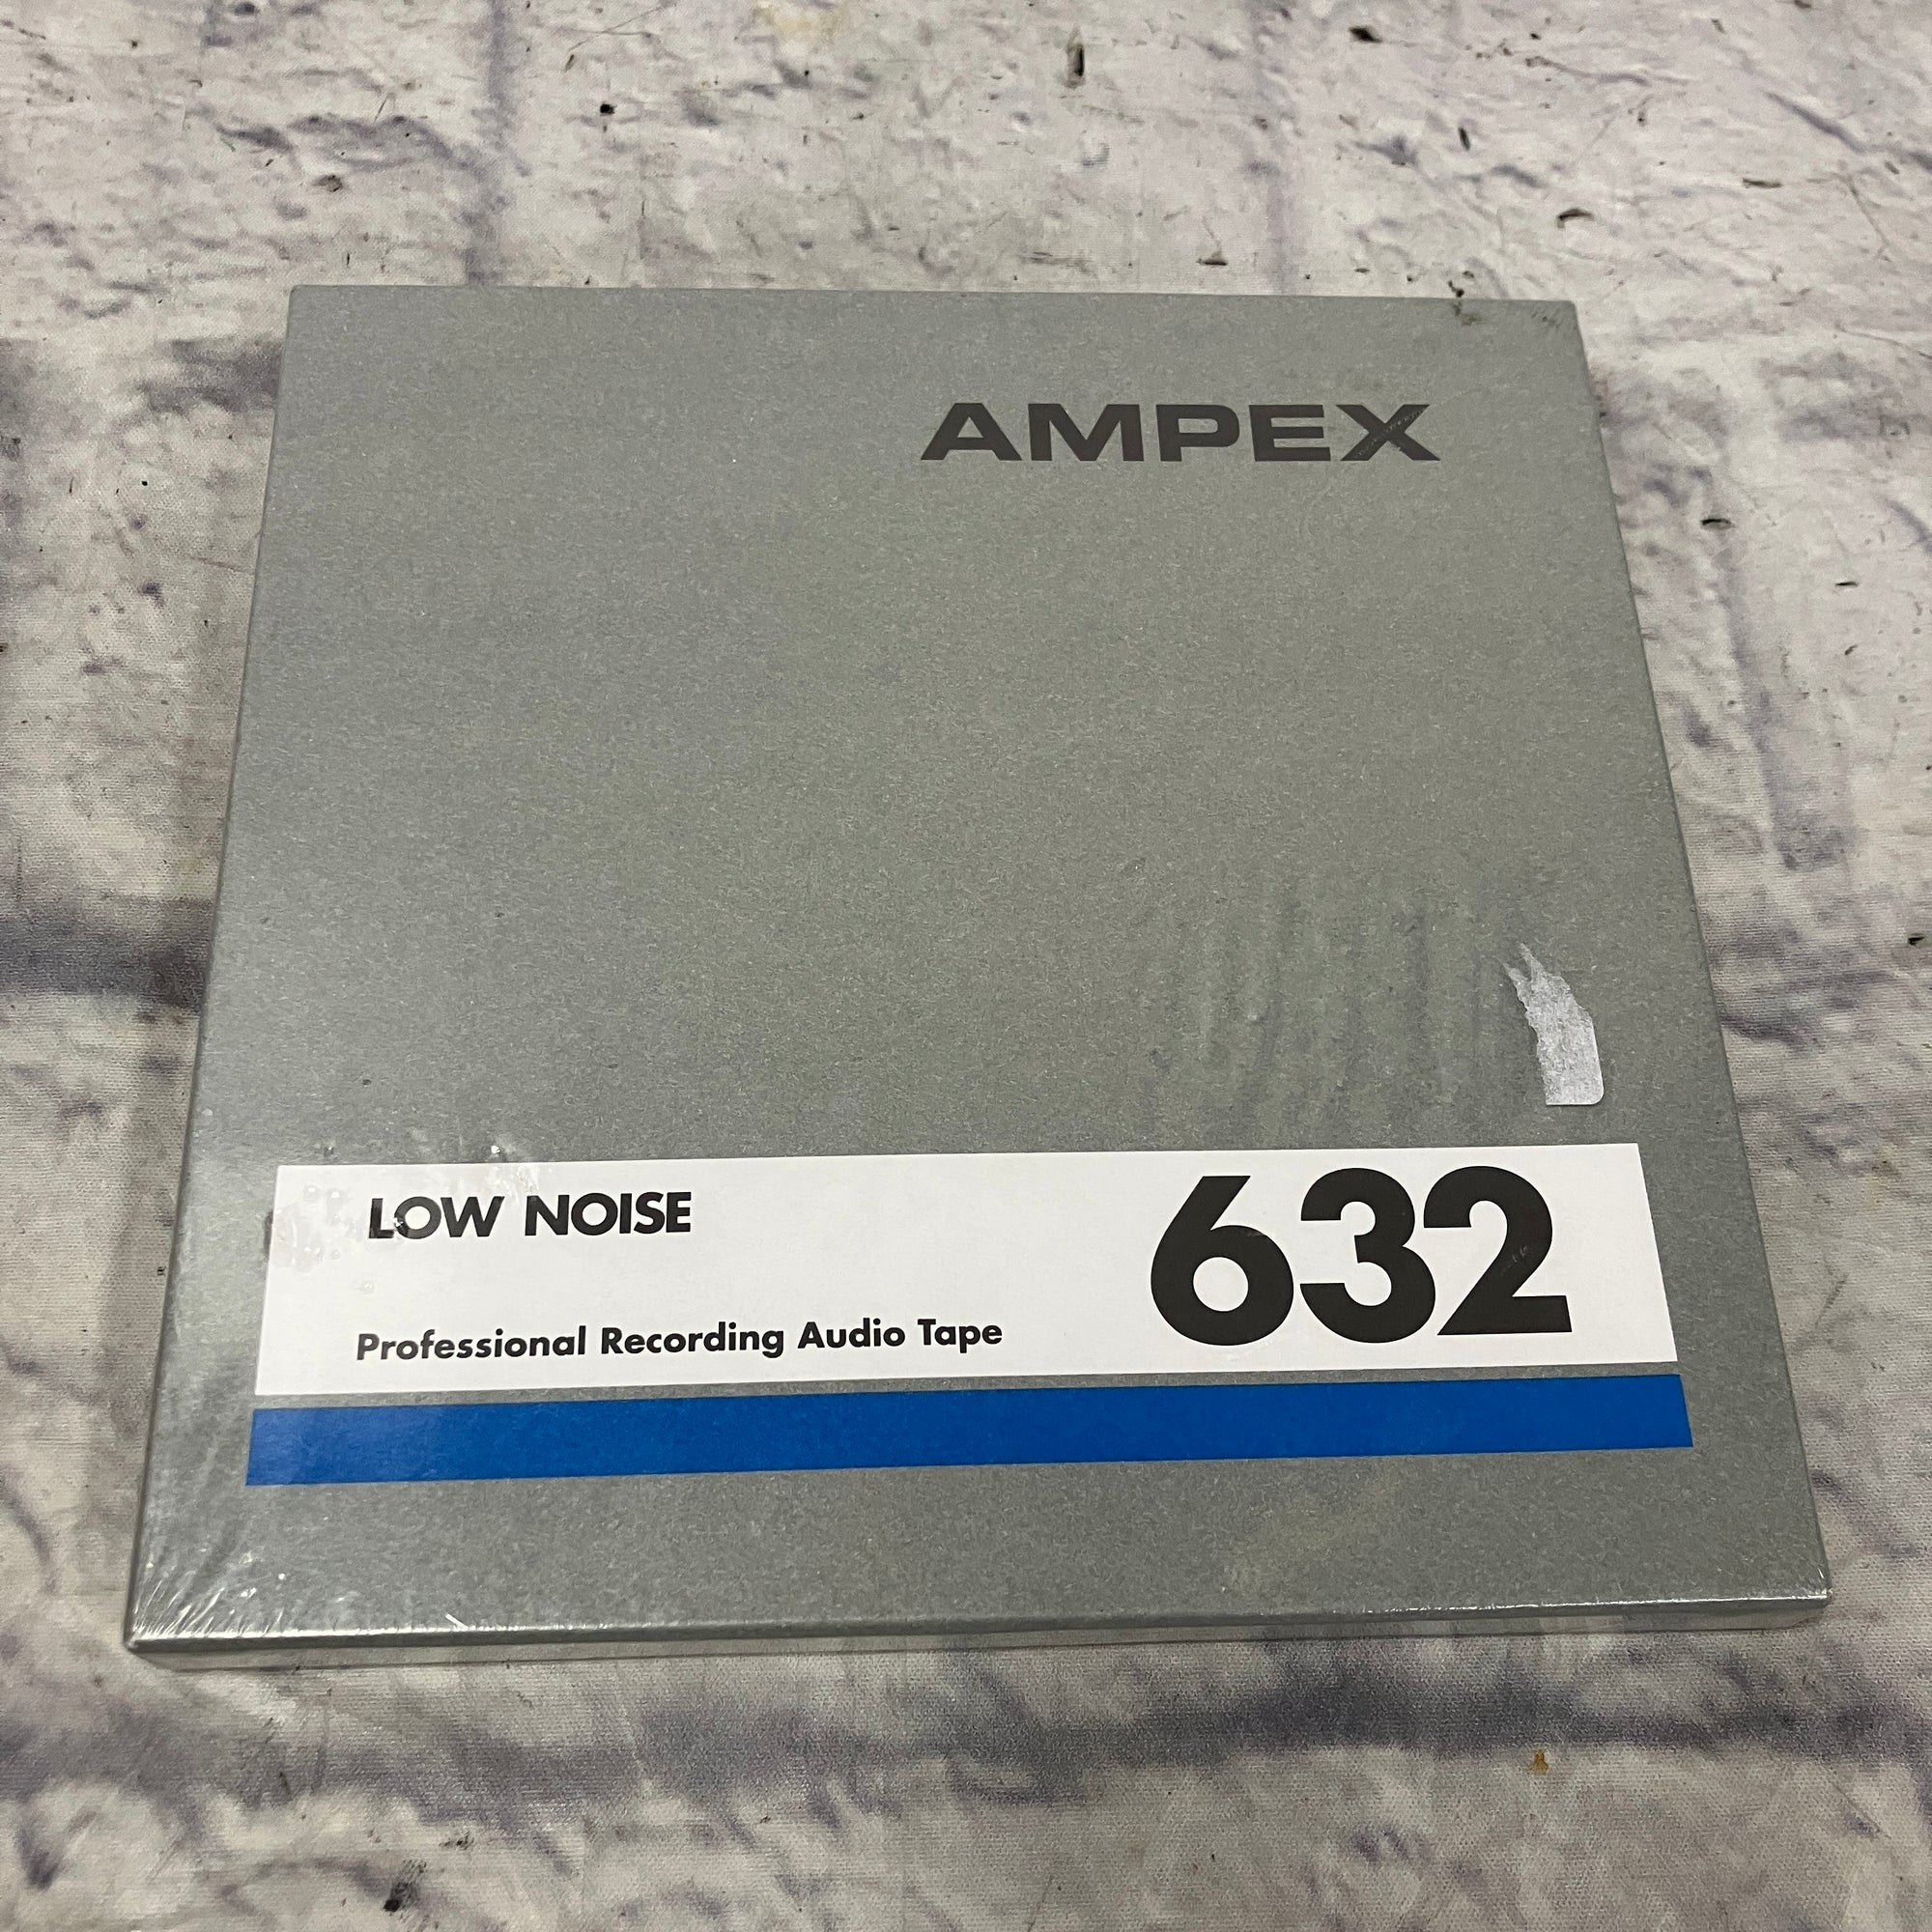 AMPEX
LOW NOISE
632
Professional Recording Audio Tape